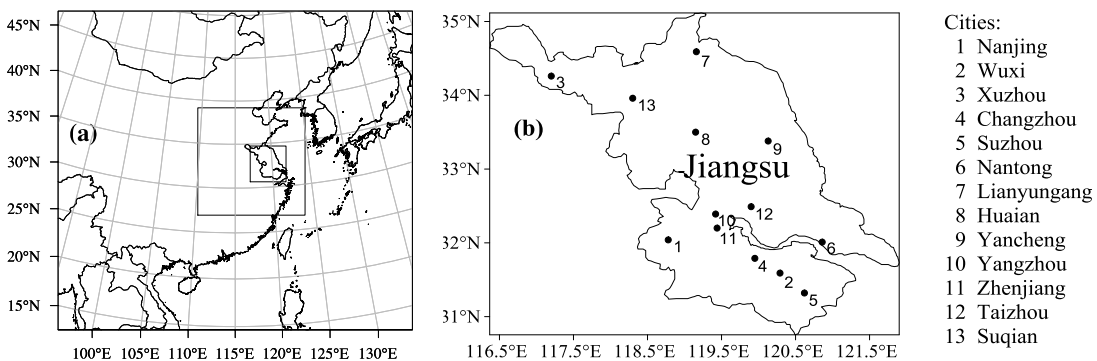 45°N
40°N
35°N
30°N
25°N
20°N
15°N
(a)
100°E 105°E 110°E 115°E 120°E 125°E 130°E
35°N
34°N
33°N
32°N
31°N
(b)
7
3
13
8
9
Jiangsu
12
10
11
1
6
4
2
5
116.5°E 117.5°E 118.5°E 119.5°E 120.5°E 121.5°E
Cities:
1 Nanjing
2 Wuxi
3 Xuzhou
4 Changzhou
5 Suzhou
6 Nantong
7 Lianyungang
8 Huaian
9 Yancheng
10 Yangzhou
11 Zhenjiang
12 Taizhou
13 Suqian